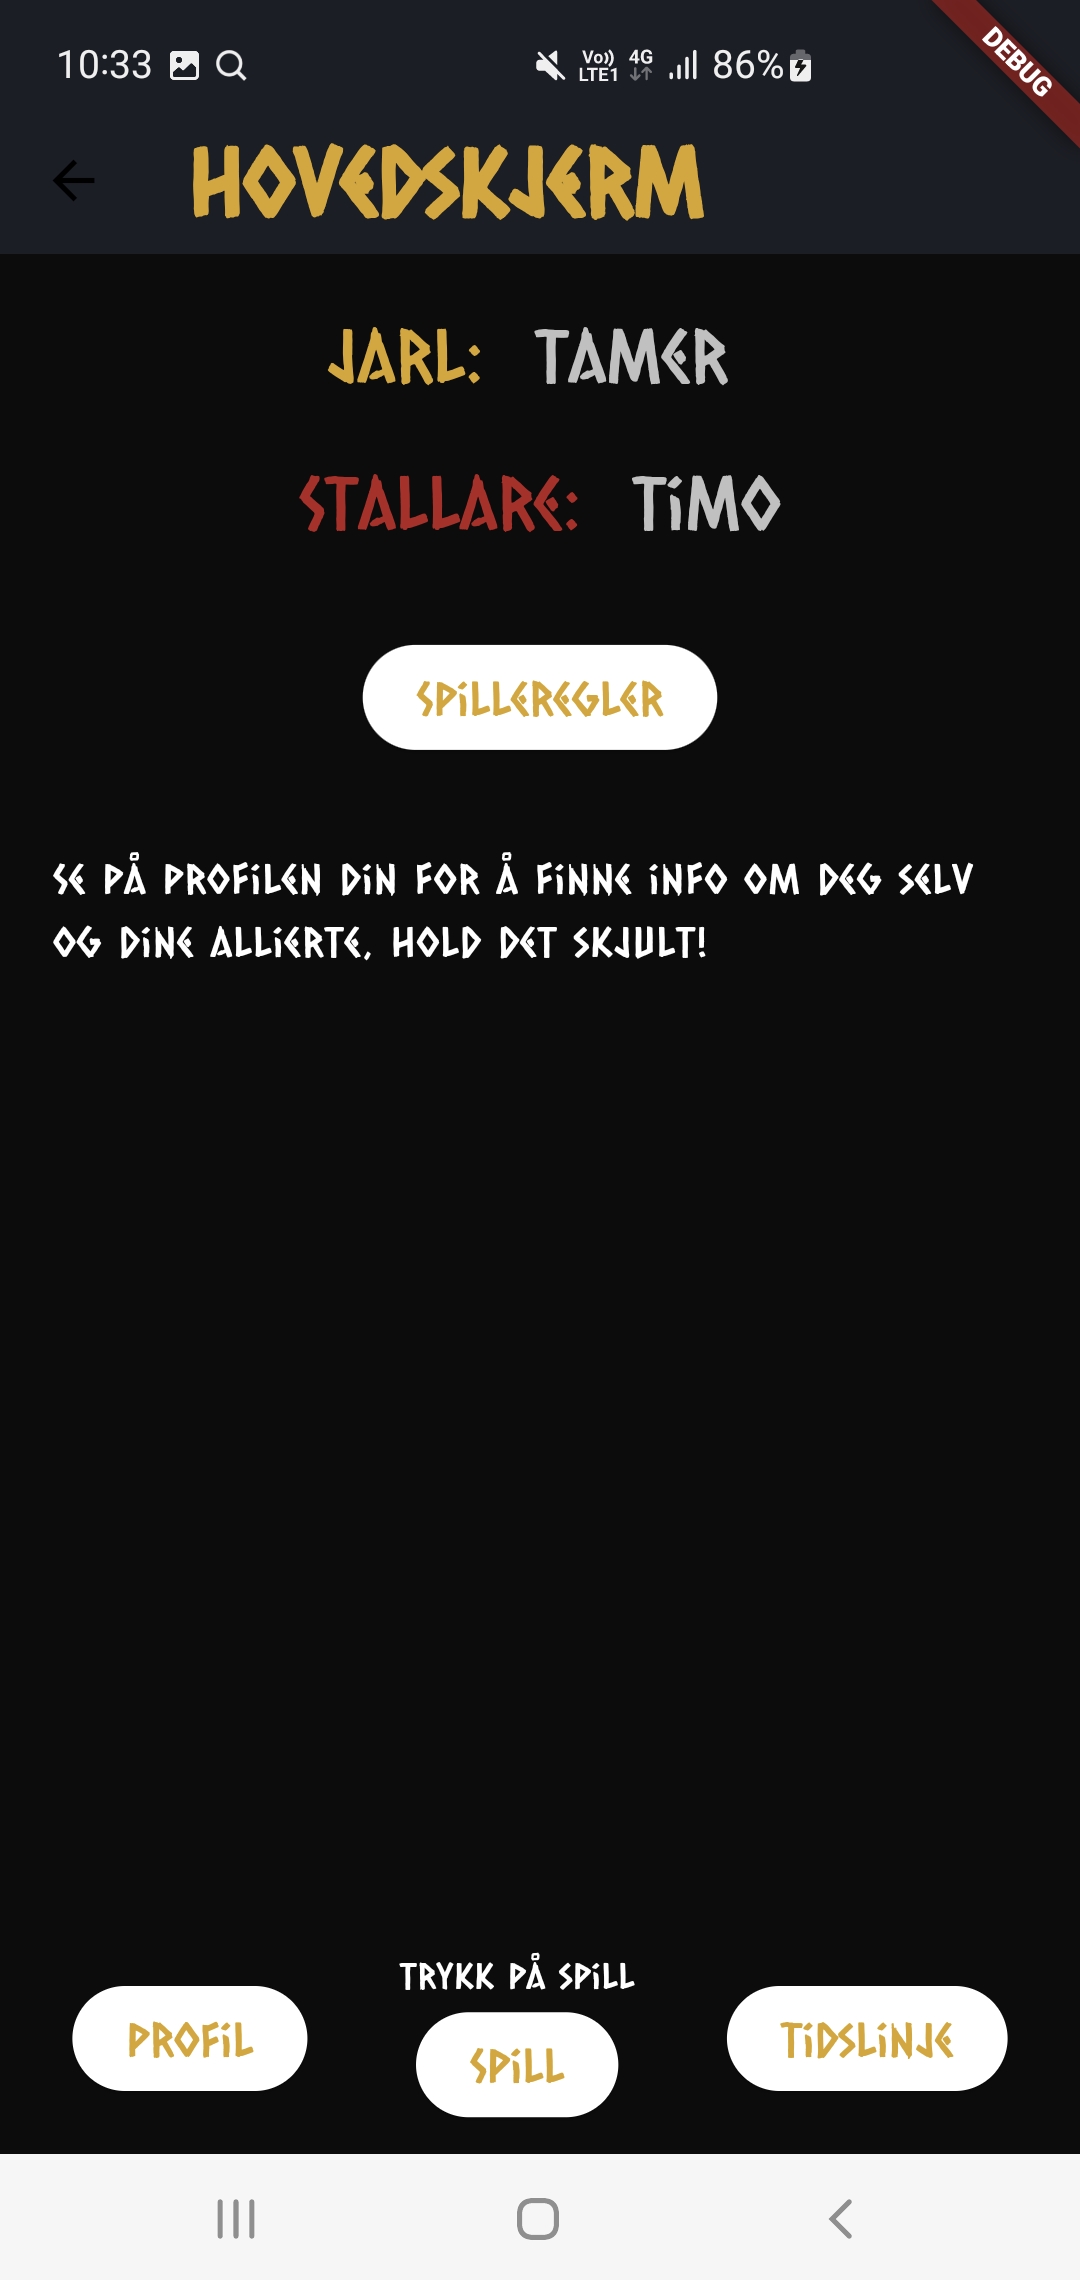 10:33
Vo)) LTE1 4G 86%
DEBUG
HOVEDSKJERM
JARL: TAMER
STALLARE: TiMO
SPiLLEREGLER
SE PÅ PROFiLEN DiN FOR Å FiNNE iNFO OM DEG SELV
OG DiNE ALLiERTE, HOLD DET SKJULT!
TRYKK PÅ SPiLL
PROFiL
SPiLL
TiDSLiNJE